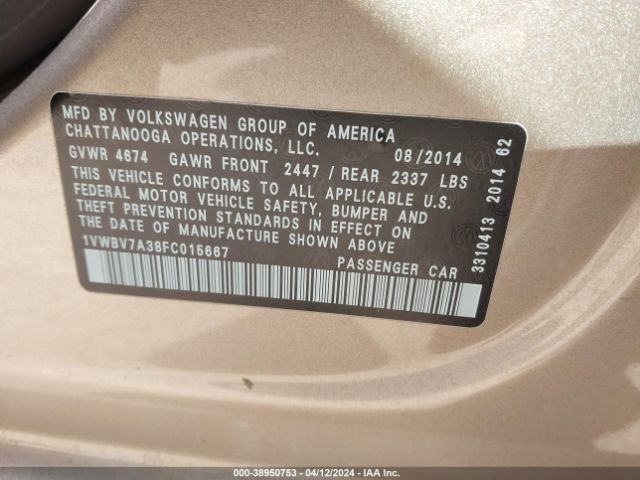 MFD BY VOLKSWAGEN GROUP OF AMERICA
CHATTANOOGA OPERATIONS, LLC. 08/2014
GVWR 4674 GAWR FRONT 2447 / REAR 2337 LBS
THIS VEHICLE CONFORMS TO ALL APPLICABLE U.S.
FEDERAL MOTOR VEHICLE SAFETY, BUMPER AND
THEFT PREVENTION STANDARDS IN EFFECT ON
THE DATE OF MANUFACTURE SHOWN ABOVE
1VWBV7A38FC015667 PASSENGER CAR
3310413 2014 62
000-38950753 - 04/12/2024 - IAA Inc.